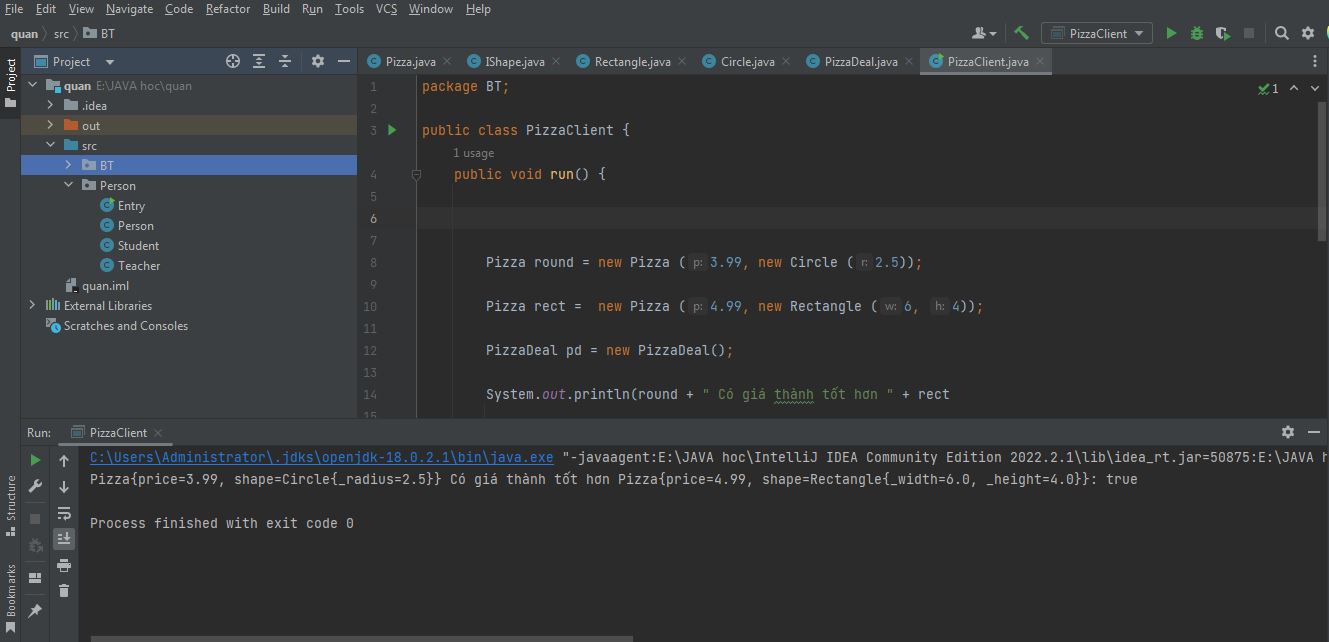 File Edit View Navigate Code Refactor Build Run Tools VCS Window Help
quan src BT PizzaClient
Project Pizza.java IShape.java Rectangle.java Circle.java PizzaDeal.java PizzaClient.java
Project
quan E:\JAVA hoc\quan
.idea
out
src
BT
Person
Entry
Person
Student
Teacher
quan.iml
External Libraries
Scratches and Consoles
1 package BT;
1
2
3 public class PizzaClient {
1 usage
4 public void run() {
5
6
7
8 Pizza round = new Pizza ( p: 3.99, new Circle ( r: 2.5));
9
10 Pizza rect =  new Pizza ( p: 4.99, new Rectangle ( w: 6, h: 4));
11
12 PizzaDeal pd = new PizzaDeal();
13
14 System.out.println(round + " Có giá thành tốt hơn " + rect
15
Run: PizzaClient
C:\Users\Administrator\.jdks\openjdk-18.0.2.1\bin\java.exe "-javaagent:E:\JAVA hoc\IntelliJ IDEA Community Edition 2022.2.1\lib\idea_rt.jar=50875:E:\JAVA h
Pizza{price=3.99, shape=Circle{_radius=2.5}} Có giá thành tốt hơn Pizza{price=4.99, shape=Rectangle{_width=6.0, _height=4.0}}: true
Process finished with exit code 0
Structure
Bookmarks